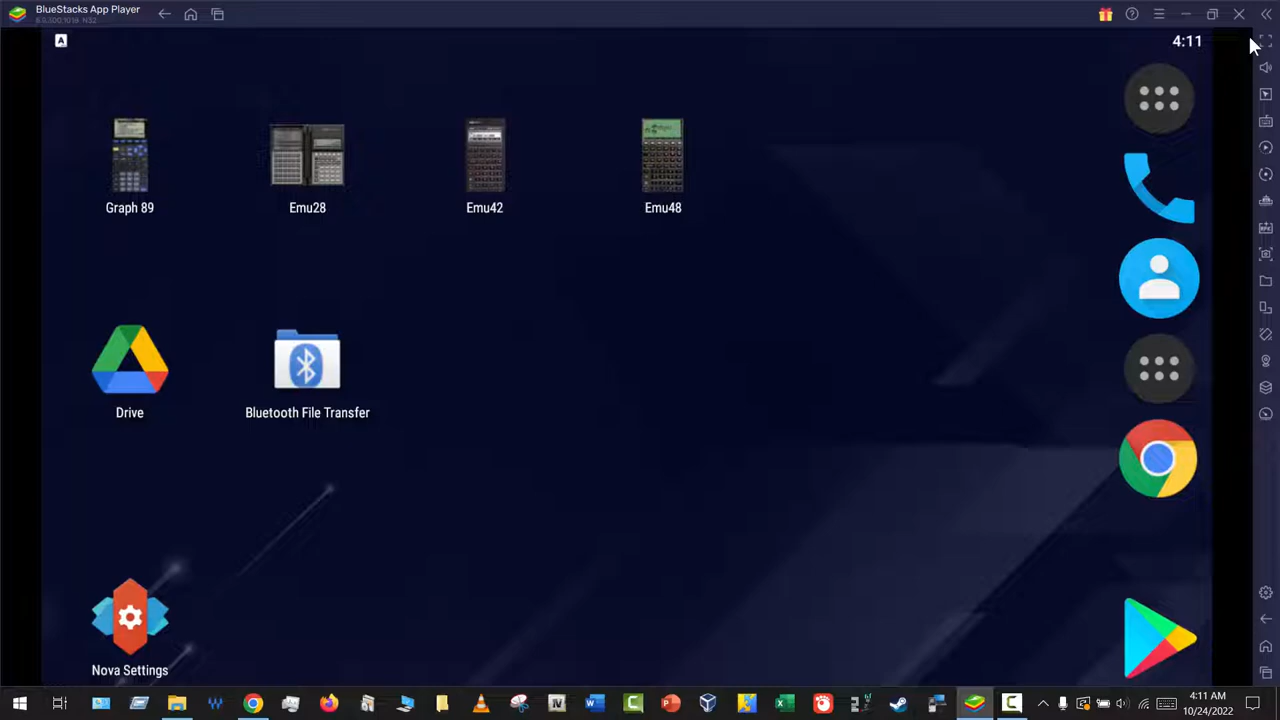 BlueStacks App Player
4:11
A
Graph 89
Emu28
Emu42
Emu48
Drive
Bluetooth File Transfer
Nova Settings
4:11 AM
10/24/2022